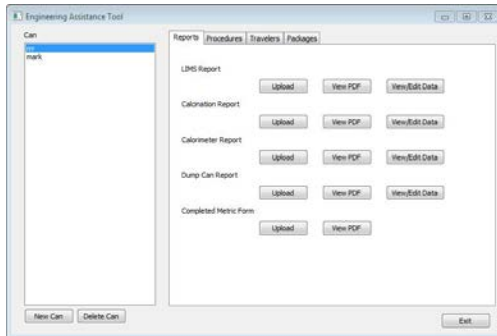 Engineering Assistance Tool
Can
mark
Reports Procedures Travelers Packages
LIMS Report
Upload View PDF View/Edit Data
Calcination Report
Upload View PDF View/Edit Data
Calorimeter Report
Upload View PDF View/Edit Data
Dump Can Report
Upload View PDF View/Edit Data
Completed Metric Form
Upload View PDF
New Can Delete Can
Exit